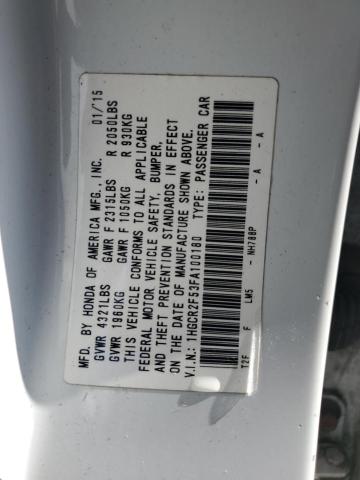 MFD. BY HONDA OF AMERICA MFG., INC. 01/15
GVWR 4321LBS GAWR F 2315LBS R 2050LBS
GVWR 1960KG GAWR F 1050KG R 930KG
THIS VEHICLE CONFORMS TO ALL APPLICABLE
FEDERAL MOTOR VEHICLE SAFETY, BUMPER,
AND THEFT PREVENTION STANDARDS IN EFFECT
ON THE DATE OF MANUFACTURE SHOWN ABOVE.
V.I.N.: 1HGCR2F53FA100180 TYPE: PASSENGER CAR
T2F F LM5 - NH788P - A - A